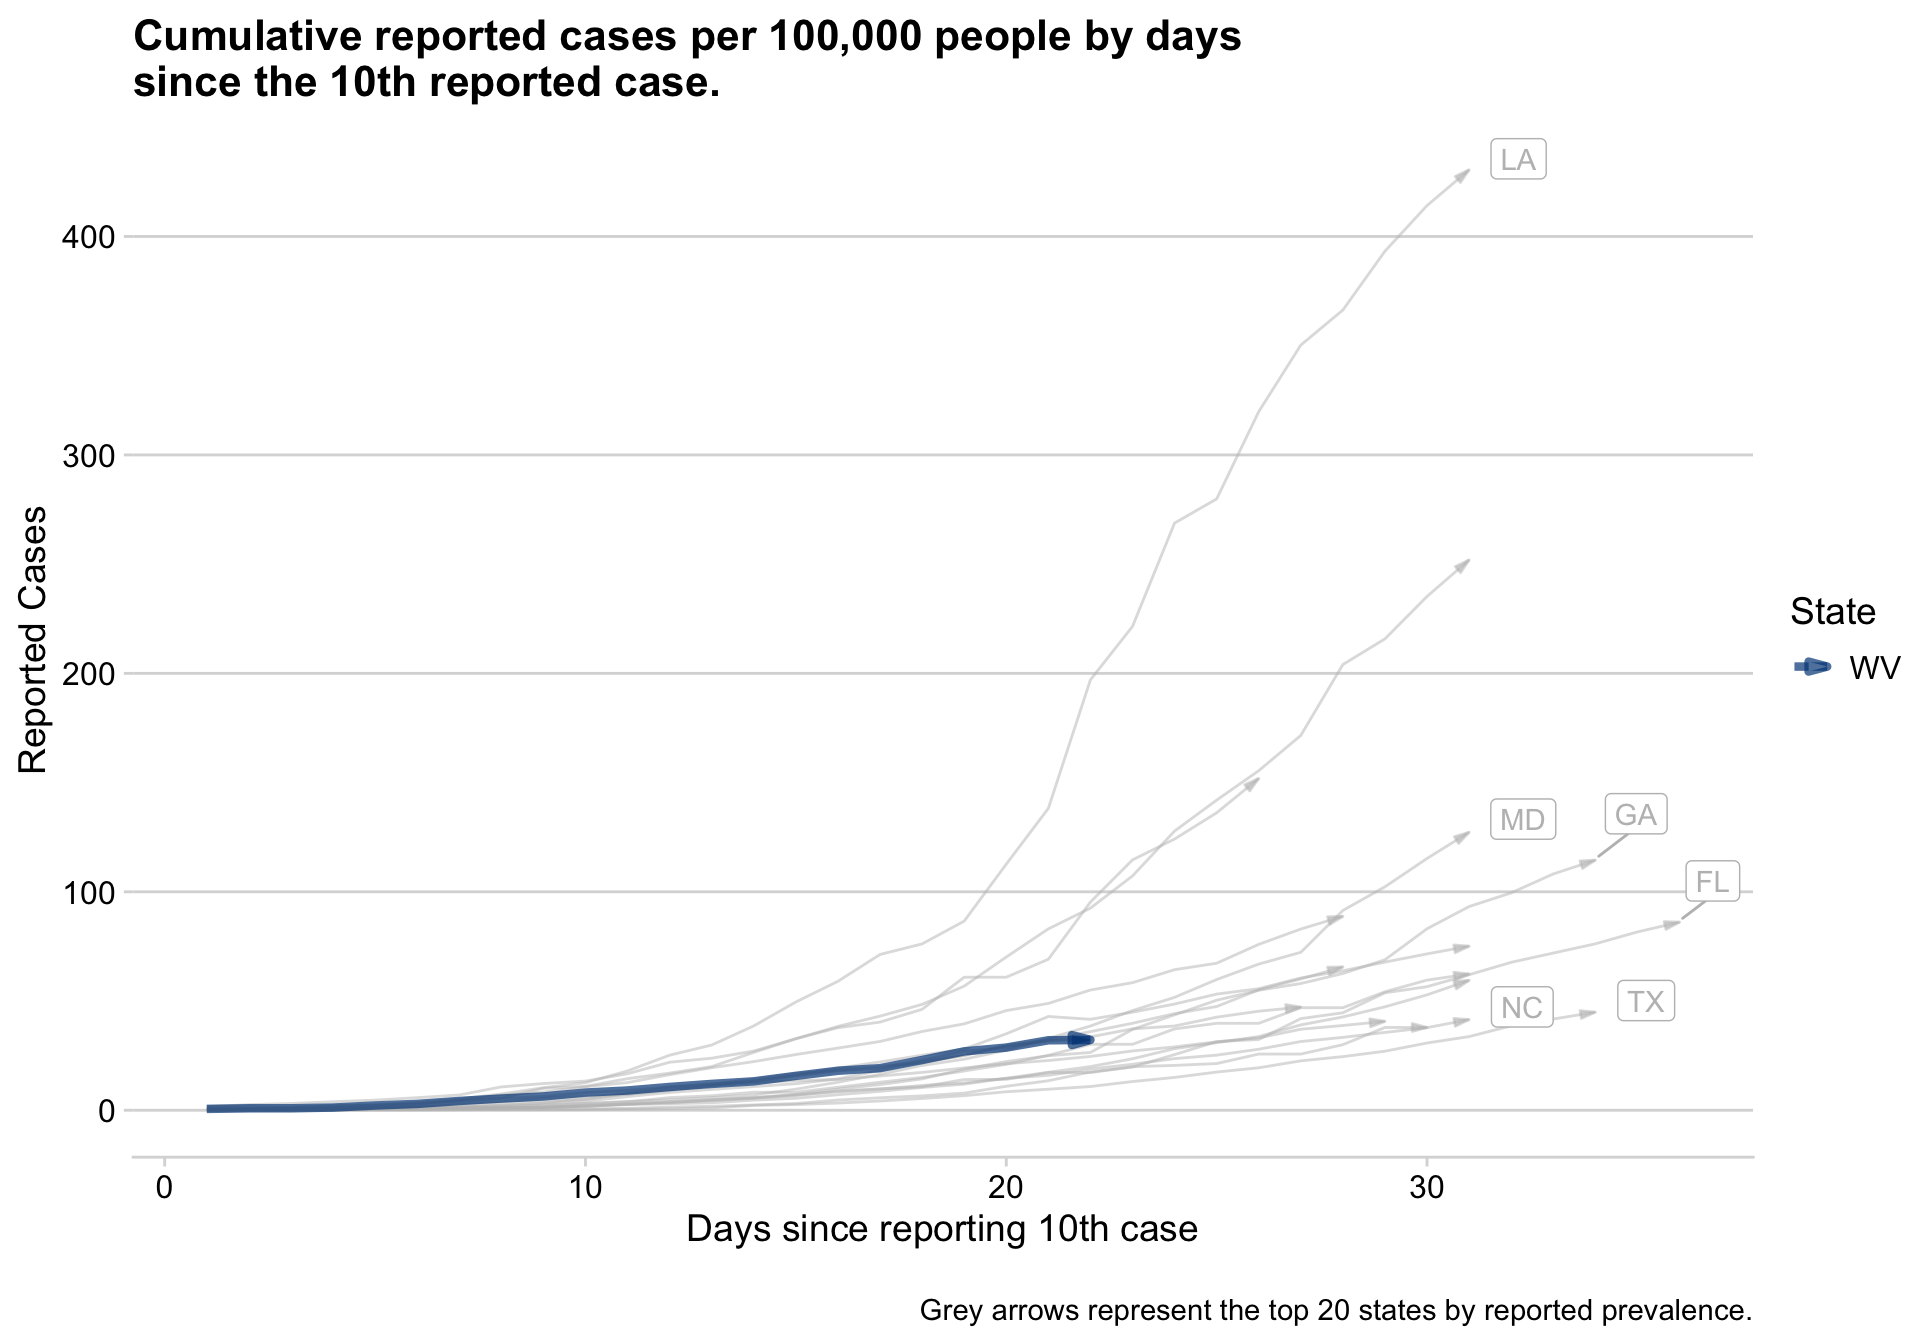 Cumulative reported cases per 100,000 people by days
since the 10th reported case.
LA
400
300
Reported Cases
State
WV
200
MD
GA
FL
100
NC
TX
0
0
10
20
30
Days since reporting 10th case
Grey arrows represent the top 20 states by reported prevalence.